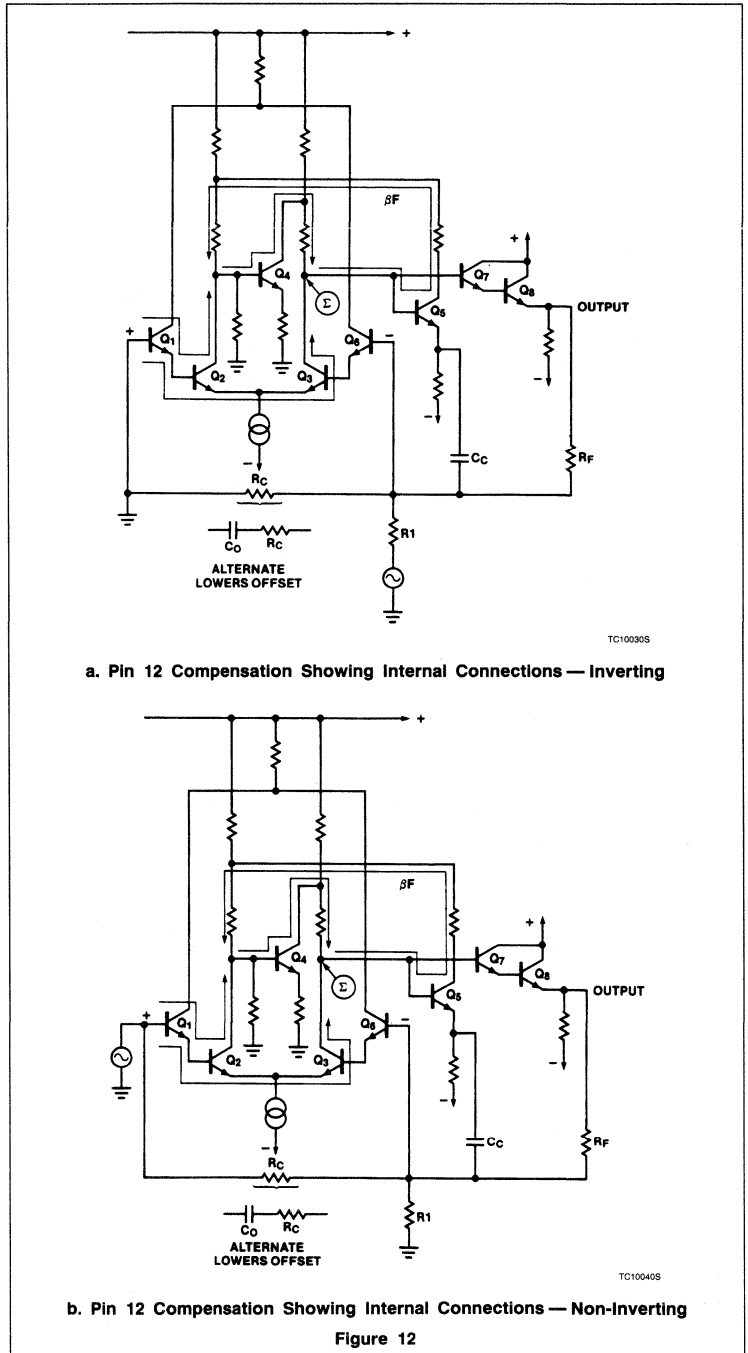 +
βF
Q4
Q7
+
Q8
OUTPUT
Σ
Q5
+
Q1
Q6
−
Q2
Q3
−
−
−
CC
RF
RC
R1
CO RC
ALTERNATE
LOWERS OFFSET
TC10030S
a. Pin 12 Compensation Showing Internal Connections — Inverting
+
βF
+
Q4
Q7
Q8
OUTPUT
Σ
Q5
+
Q1
Q6
−
Q2
Q3
−
−
−
CC
RF
RC
R1
CO RC
ALTERNATE
LOWERS OFFSET
TC10040S
b. Pin 12 Compensation Showing Internal Connections — Non-Inverting
Figure 12